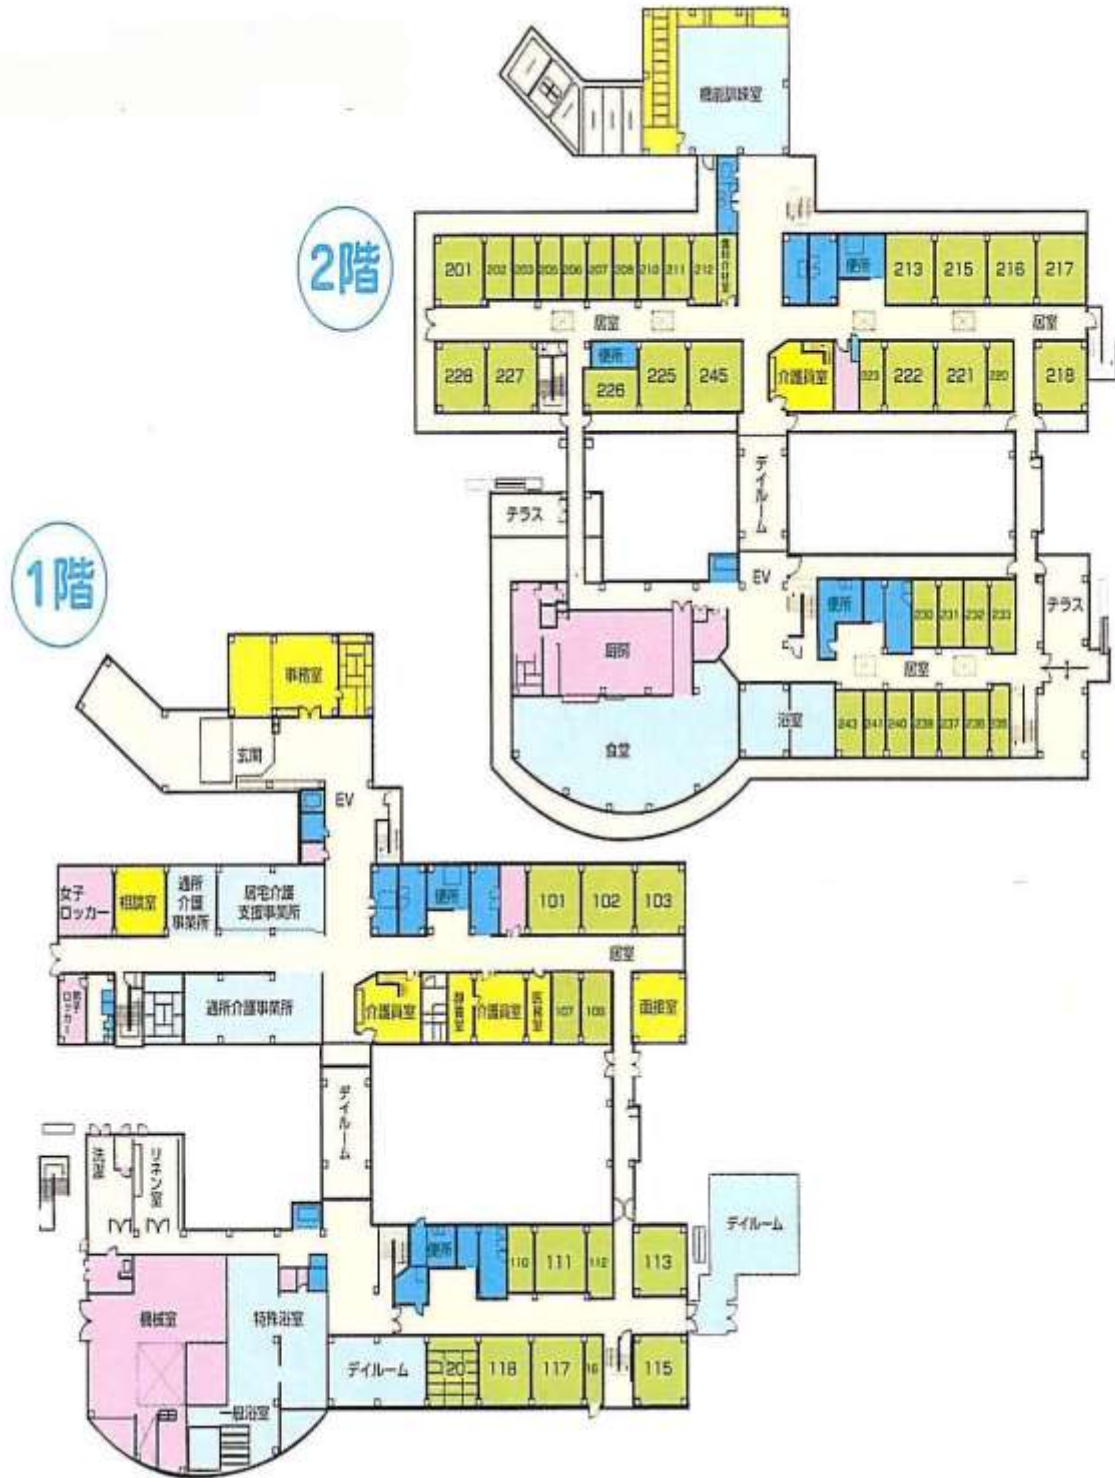 2階
機能訓練室
201
202
203
205
206
207
208
210
211
212
便所
213
215
216
217
居室
居室
228
227
便所
226
225
245
介護員室
223
222
221
220
218
デイルーム
テラス
EV
便所
230
231
232
233
テラス
厨房
居室
食堂
浴室
243
241
240
239
237
236
235
1階
事務室
玄関
EV
女子
ロッカー
相談室
通所
介護
事業所
居宅介護
支援事業所
便所
101
102
103
居室
男子
ロッカー
通所介護事業所
介護員室
静養室
介護員室
医務室
107
面接室
デイルーム
リネン室
便所
110
111
112
113
デイルーム
機械室
特殊浴室
デイルーム
120
118
117
115
一般浴室